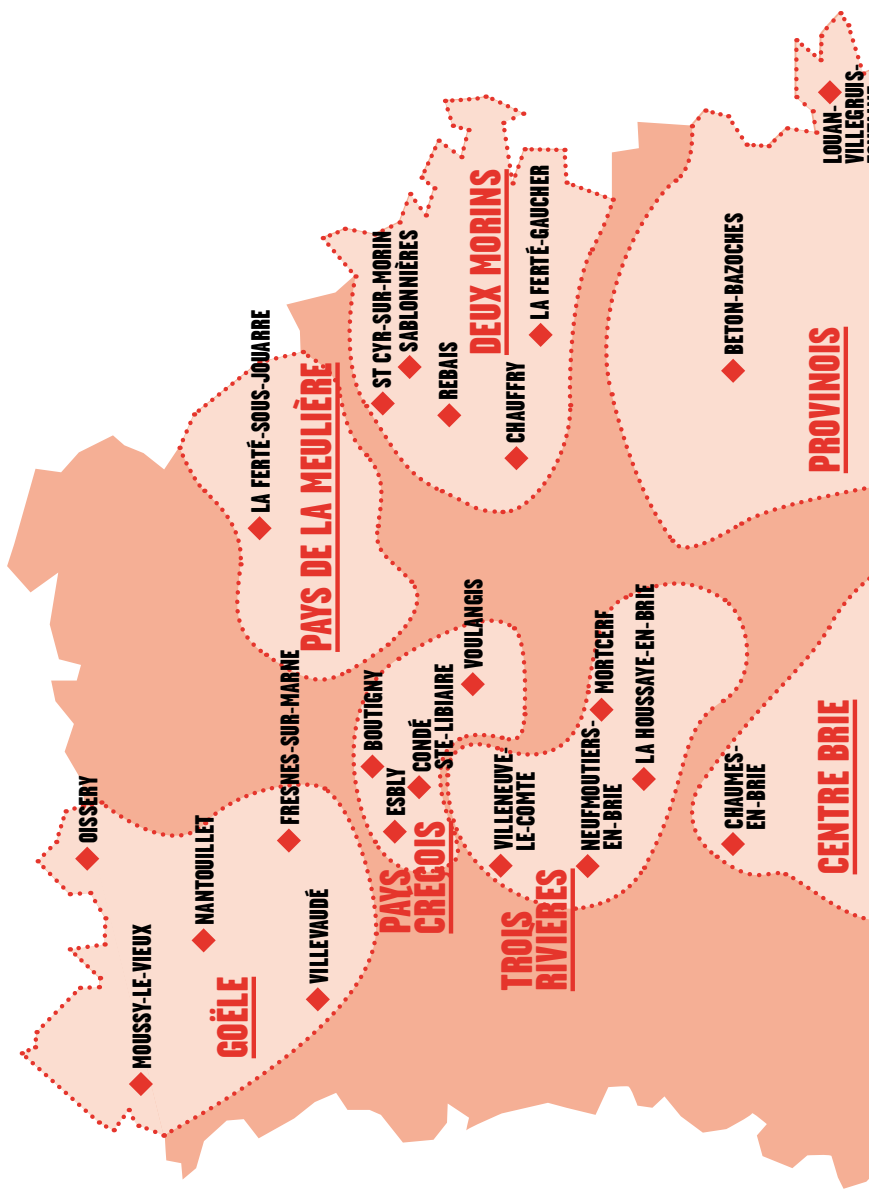 MOUSSY-LE-VIEUX
OISSERY
NANTOUILLET
GOËLE
FRESNES-SUR-MARNE
VILLEVAUDÉ
LA FERTÉ-SOUS-JOUARRE
PAYS DE LA MEULIÈRE
BOUTIGNY
ESBLY
CONDÉ
STE-LIBIAIRE
VOULANGIS
PAYS
CRÉCOIS
ST CYR-SUR-MORIN
SABLONNIÈRES
REBAIS
DEUX MORINS
CHAUFFRY
LA FERTÉ-GAUCHER
VILLENEUVE-
LE-COMTE
TROIS
RIVIÈRES
NEUFMOUTIERS-
EN-BRIE
MORTCERF
LA HOUSSAYE-EN-BRIE
CHAUMES-
EN-BRIE
CENTRE BRIE
BETON-BAZOCHES
PROVINOIS
LOUAN-
VILLEGRUIS-